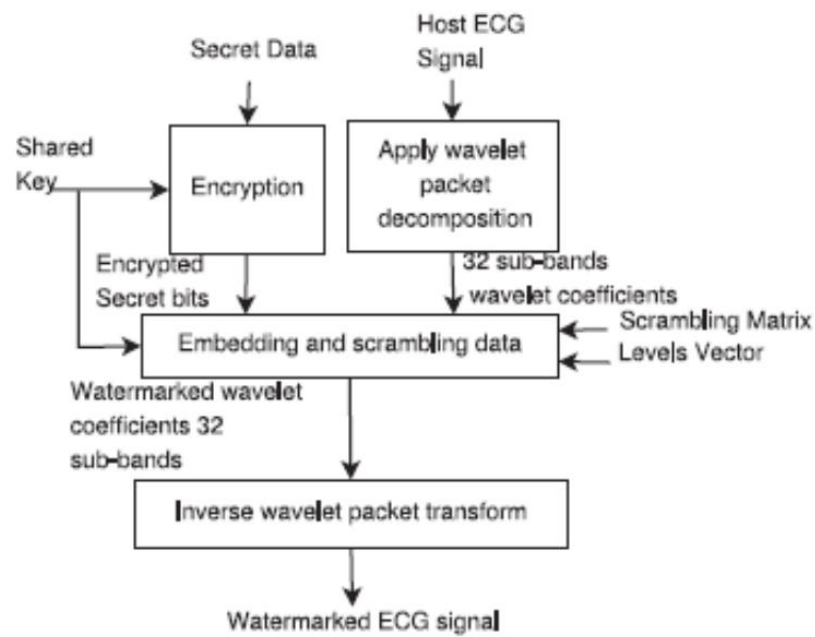 Host ECG
Signal
Secret Data
Shared
Key
Encryption
Apply wavelet
packet
decomposition
Encrypted
Secret bits
32 sub-bands
wavelet coefficients
Scrambling Matrix
Levels Vector
Embedding and scrambling data
Watermarked wavelet
coefficients 32
sub-bands
Inverse wavelet packet transform
Watermarked ECG signal